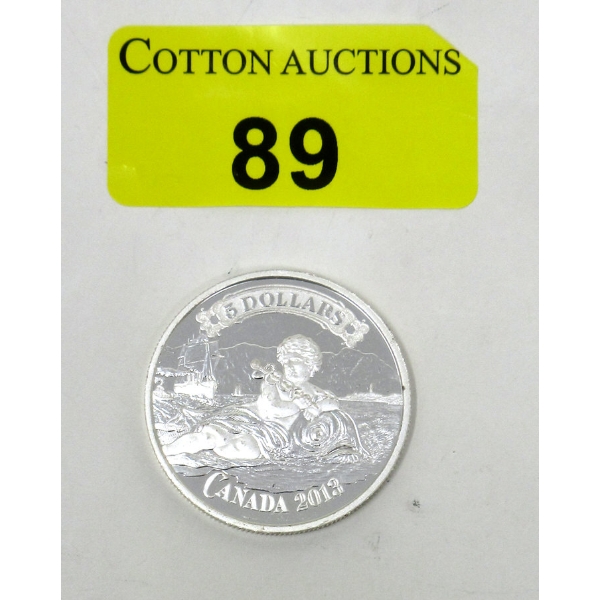 COTTON AUCTIONS
89
5 DOLLARS
CANADA 2013